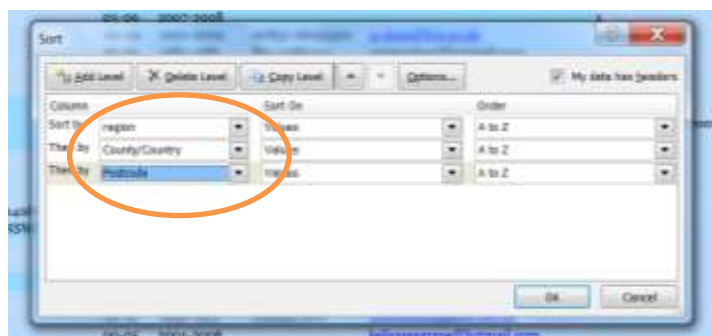 Sort
Add Level Delete Level Copy Level Options... My data has headers
Column Sort On Order
Sort by region Values A to Z
Then by County/Country Values A to Z
Then by Postcode Values A to Z
OK Cancel